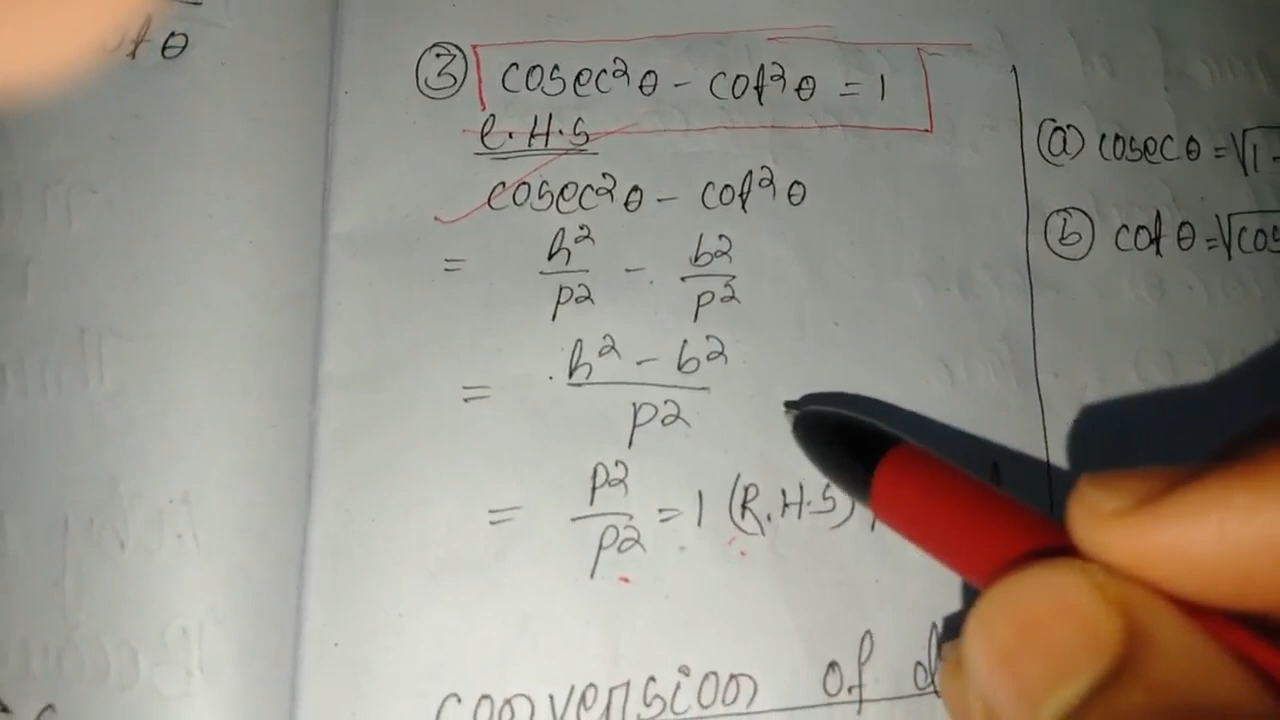 θ
③ cosec²θ - cot²θ = 1
L.H.S
cosec²θ - cot²θ
= h²/p² - b²/p²
= h² - b²/p²
= p²/p² = 1 (R.H.S)
conversion of
(a) cosecθ = √1
(b) cotθ = √cos